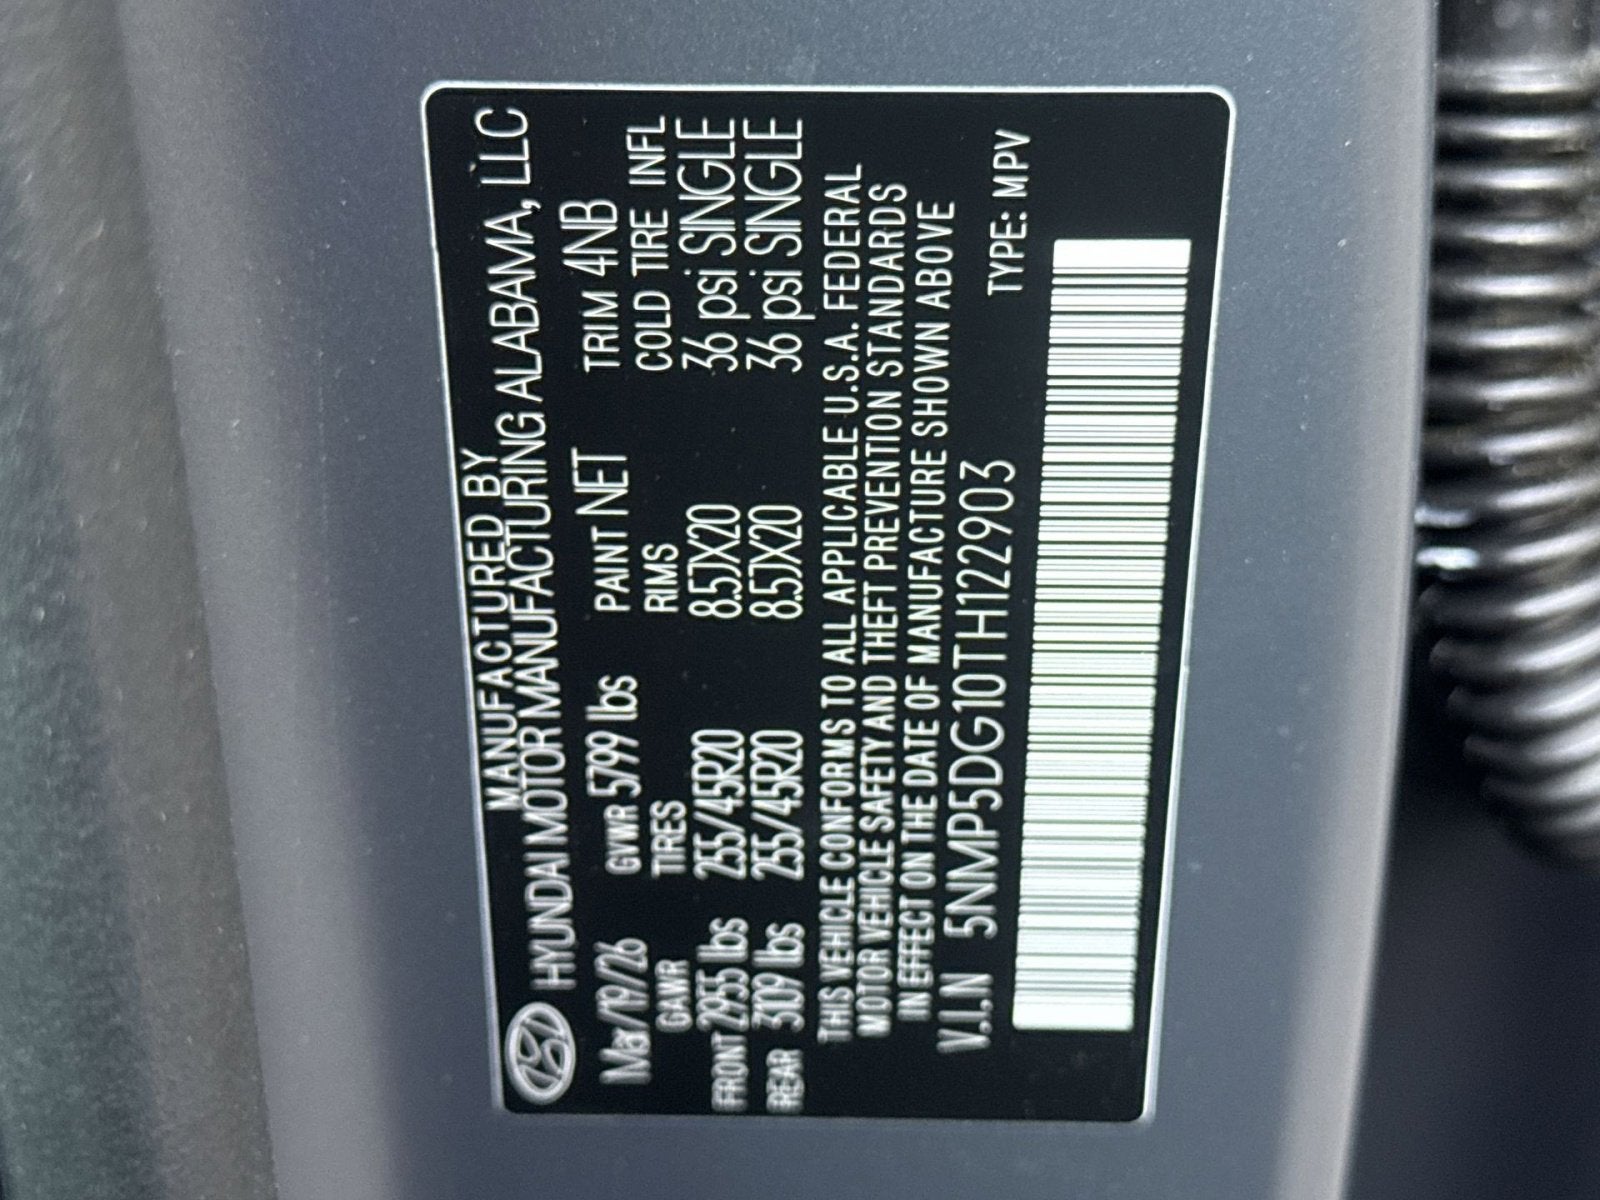 MANUFACTURED BY
HYUNDAI MOTOR MANUFACTURING ALABAMA, LLC
Mar/19/26 GVWR 5799 lbs PAINT NET TRIM 4NB
GAWR TIRES RIMS COLD TIRE INFL
FRONT 2955 lbs 255/45R20 8.5JX20 36 psi SINGLE
REAR 3109 lbs 255/45R20 8.5JX20 36 psi SINGLE
THIS VEHICLE CONFORMS TO ALL APPLICABLE U.S.A. FEDERAL
MOTOR VEHICLE SAFETY AND THEFT PREVENTION STANDARDS
IN EFFECT ON THE DATE OF MANUFACTURE SHOWN ABOVE
V.I.N 5NMP5DG10TH122903 TYPE: MPV